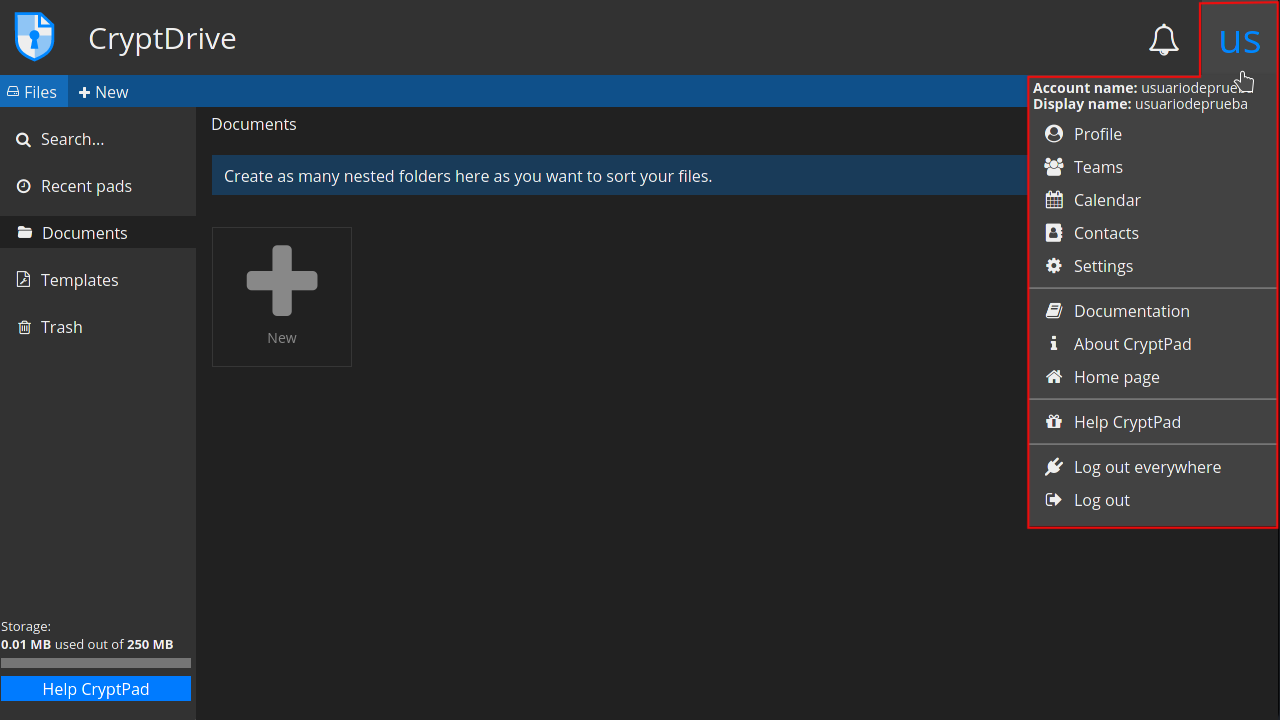 CryptDrive
us
Files
New
Account name: usuariodeprueba
Display name: usuariodeprueba
Search...
Recent pads
Documents
Templates
Trash
Documents
Create as many nested folders here as you want to sort your files.
New
Profile
Teams
Calendar
Contacts
Settings
Documentation
About CryptPad
Home page
Help CryptPad
Log out everywhere
Log out
Storage:
0.01 MB used out of 250 MB
Help CryptPad